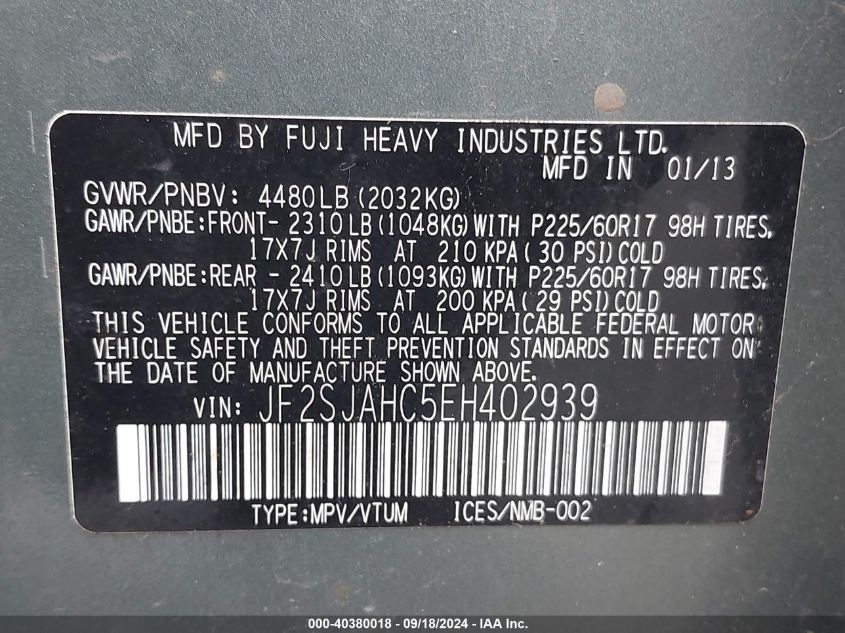 MFD BY FUJI HEAVY INDUSTRIES LTD.
MFD IN 01/13
GVWR/PNBV: 4480LB(2032KG)
GAWR/PNBE:FRONT- 2310LB(1048KG)WITH P225/60R17 98H TIRES,
17X7J RIMS AT 210 KPA(30 PSI)COLD
GAWR/PNBE:REAR - 2410LB(1093KG)WITH P225/60R17 98H TIRES,
17X7J RIMS AT 200 KPA(29 PSI)COLD
THIS VEHICLE CONFORMS TO ALL APPLICABLE FEDERAL MOTOR
VEHICLE SAFETY AND THEFT PREVENTION STANDARDS IN EFFECT ON
THE DATE OF MANUFACTURE SHOWN ABOVE.
VIN: JF2SJAHC5EH402939
TYPE:MPV/VTUM ICES/NMB-002
000-40380018 - 09/18/2024 - IAA Inc.